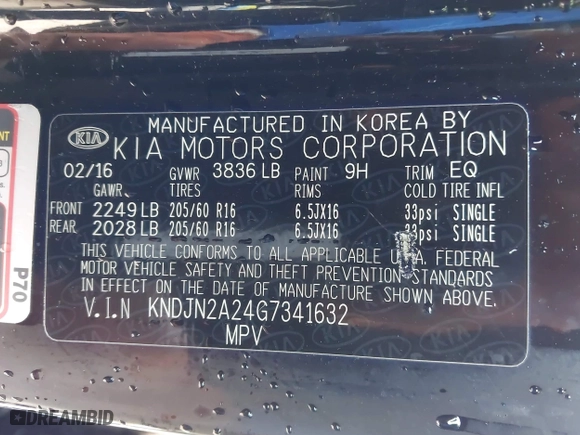 MANUFACTURED IN KOREA BY
KIA KIA MOTORS CORPORATION
02/16 GVWR 3836 LB PAINT 9H TRIM EQ
GAWR TIRES RIMS COLD TIRE INFL
FRONT 2249 LB 205/60 R16 6.5JX16 33psi SINGLE
REAR 2028 LB 205/60 R16 6.5JX16 33psi SINGLE
THIS VEHICLE CONFORMS TO ALL APPLICABLE U.S.A. FEDERAL
MOTOR VEHICLE SAFETY AND THEFT PREVENTION STANDARDS
IN EFFECT ON THE DATE OF MANUFACTURE SHOWN ABOVE.
V.I.N KNDJN2A24G7341632
MPV
P70
DREAMBID